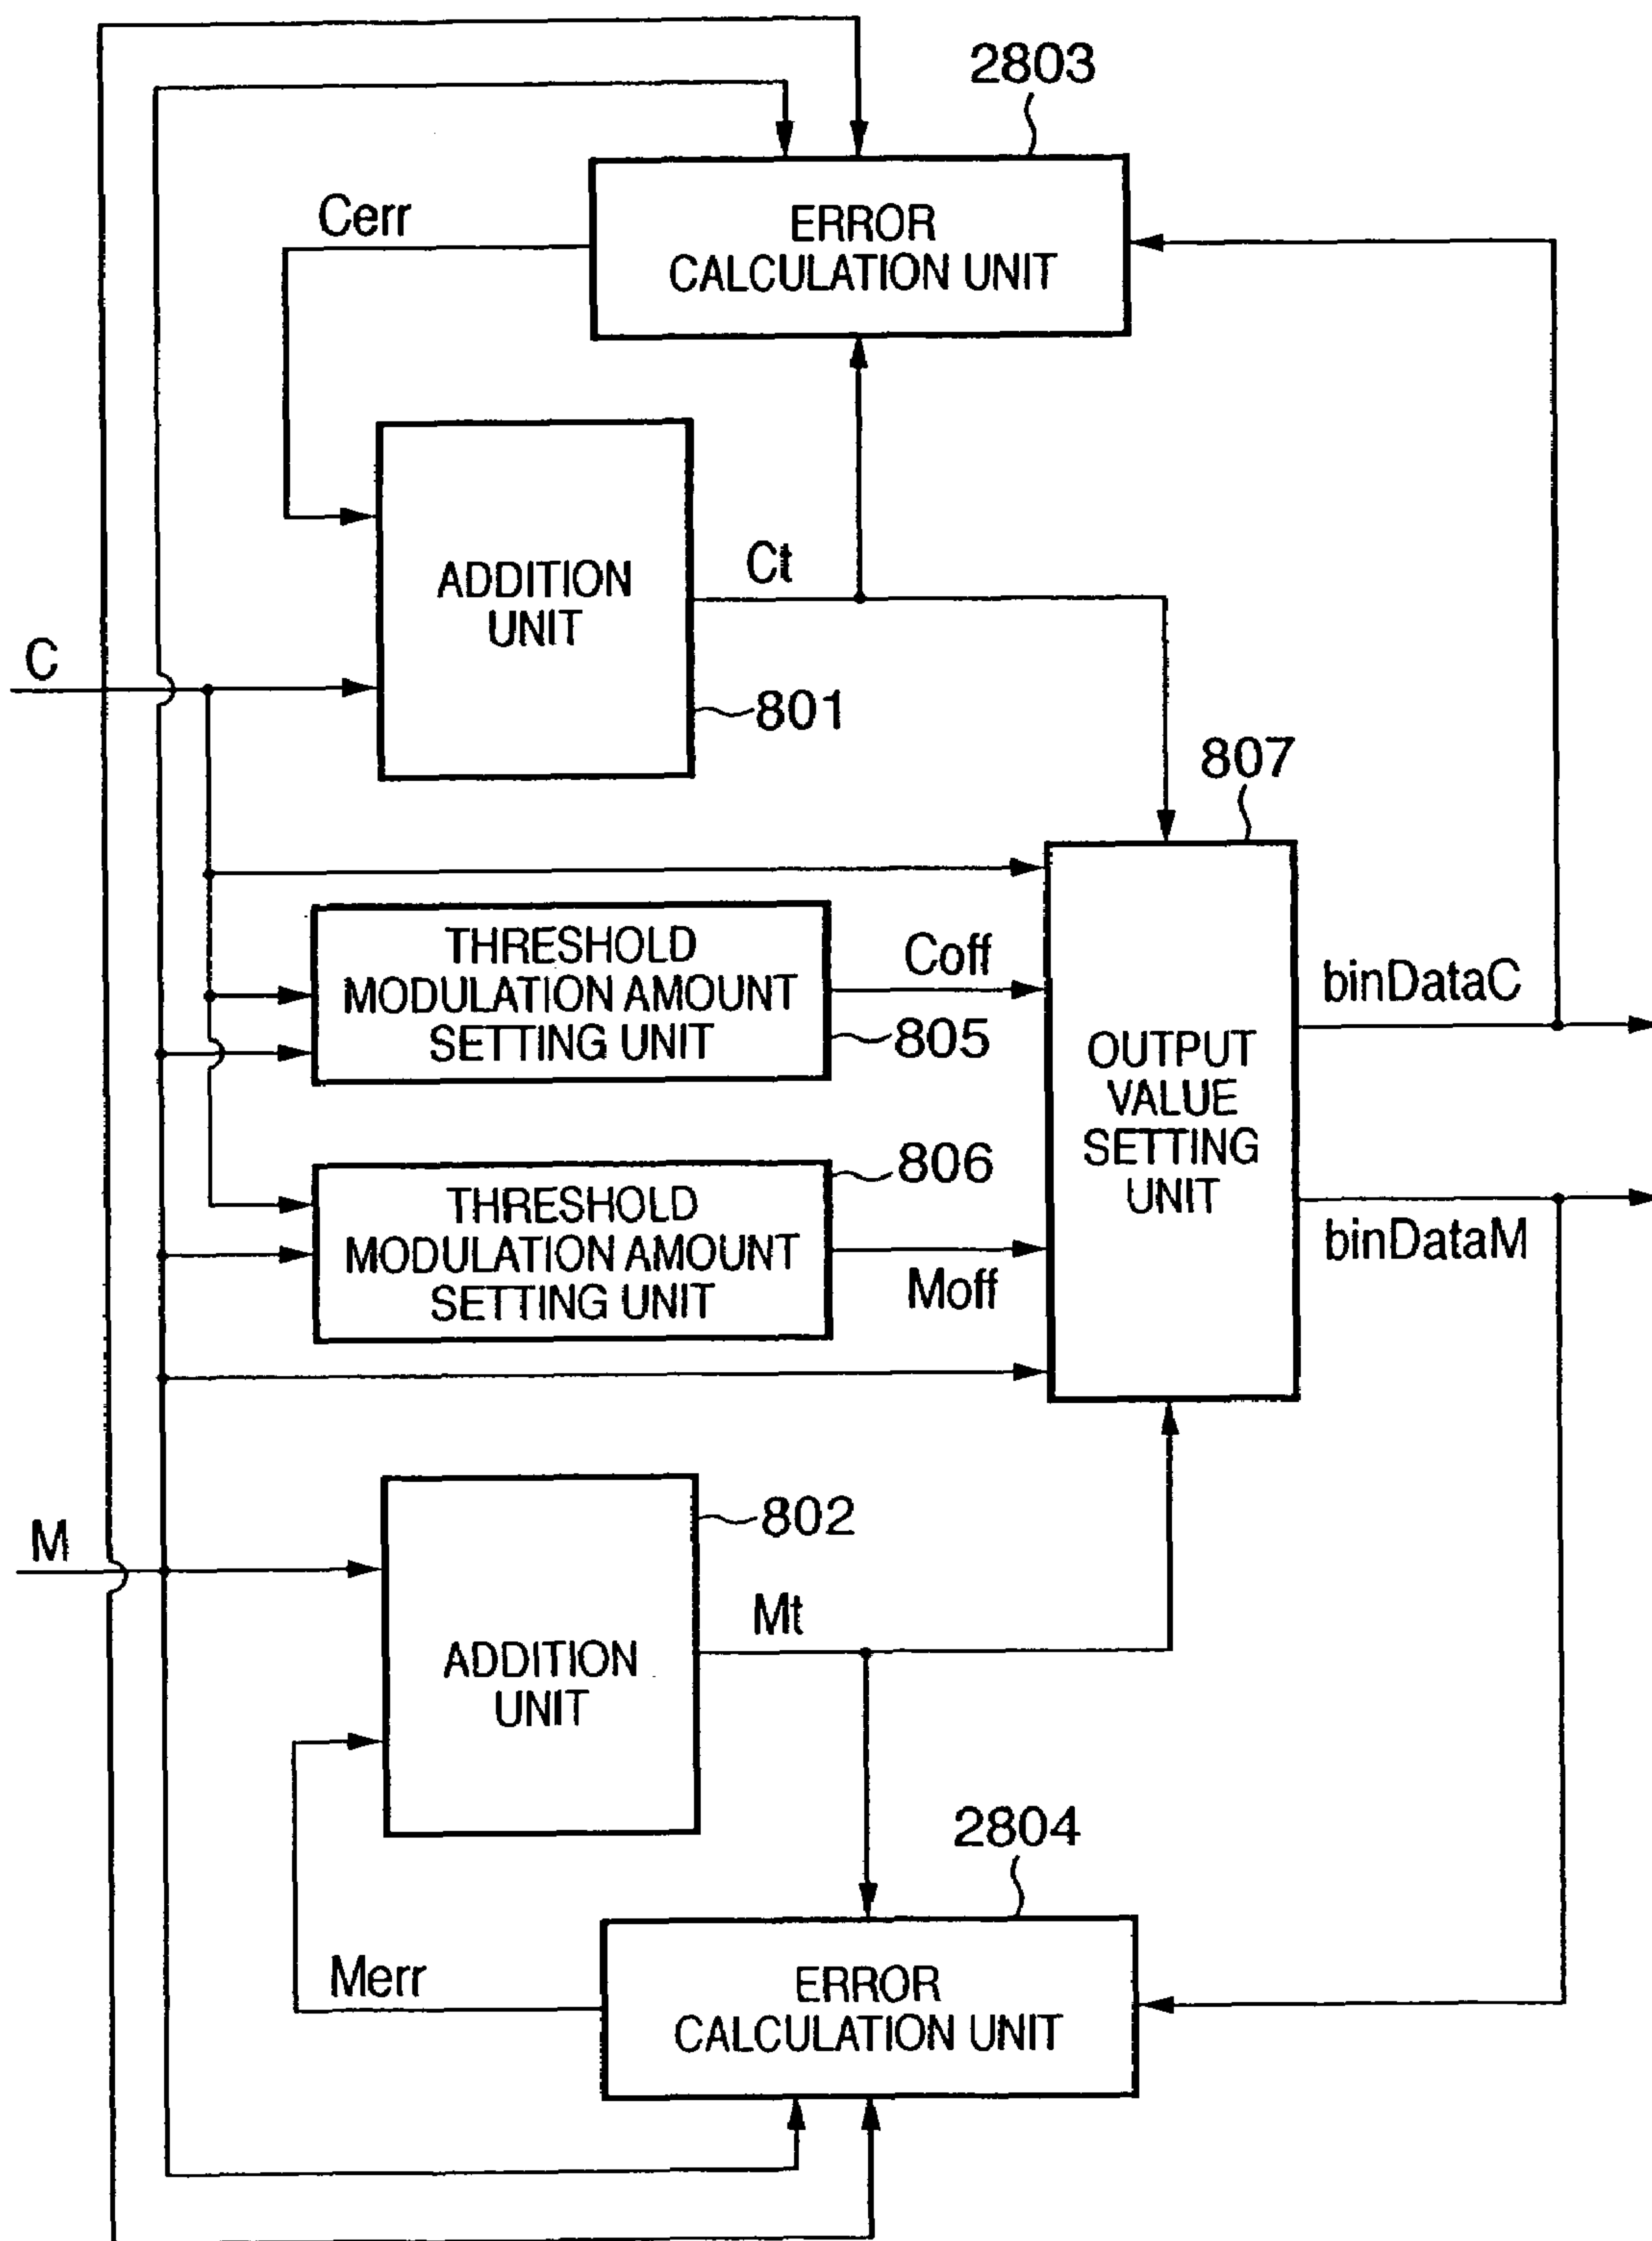 2803
Cerr
ERROR
CALCULATION UNIT
ADDITION
UNIT
Ct
C
801
807
THRESHOLD
MODULATION AMOUNT
SETTING UNIT
Coff
805
binDataC
OUTPUT
VALUE
SETTING
UNIT
806
THRESHOLD
MODULATION AMOUNT
SETTING UNIT
Moff
binDataM
M
802
Mt
ADDITION
UNIT
2804
Merr
ERROR
CALCULATION UNIT